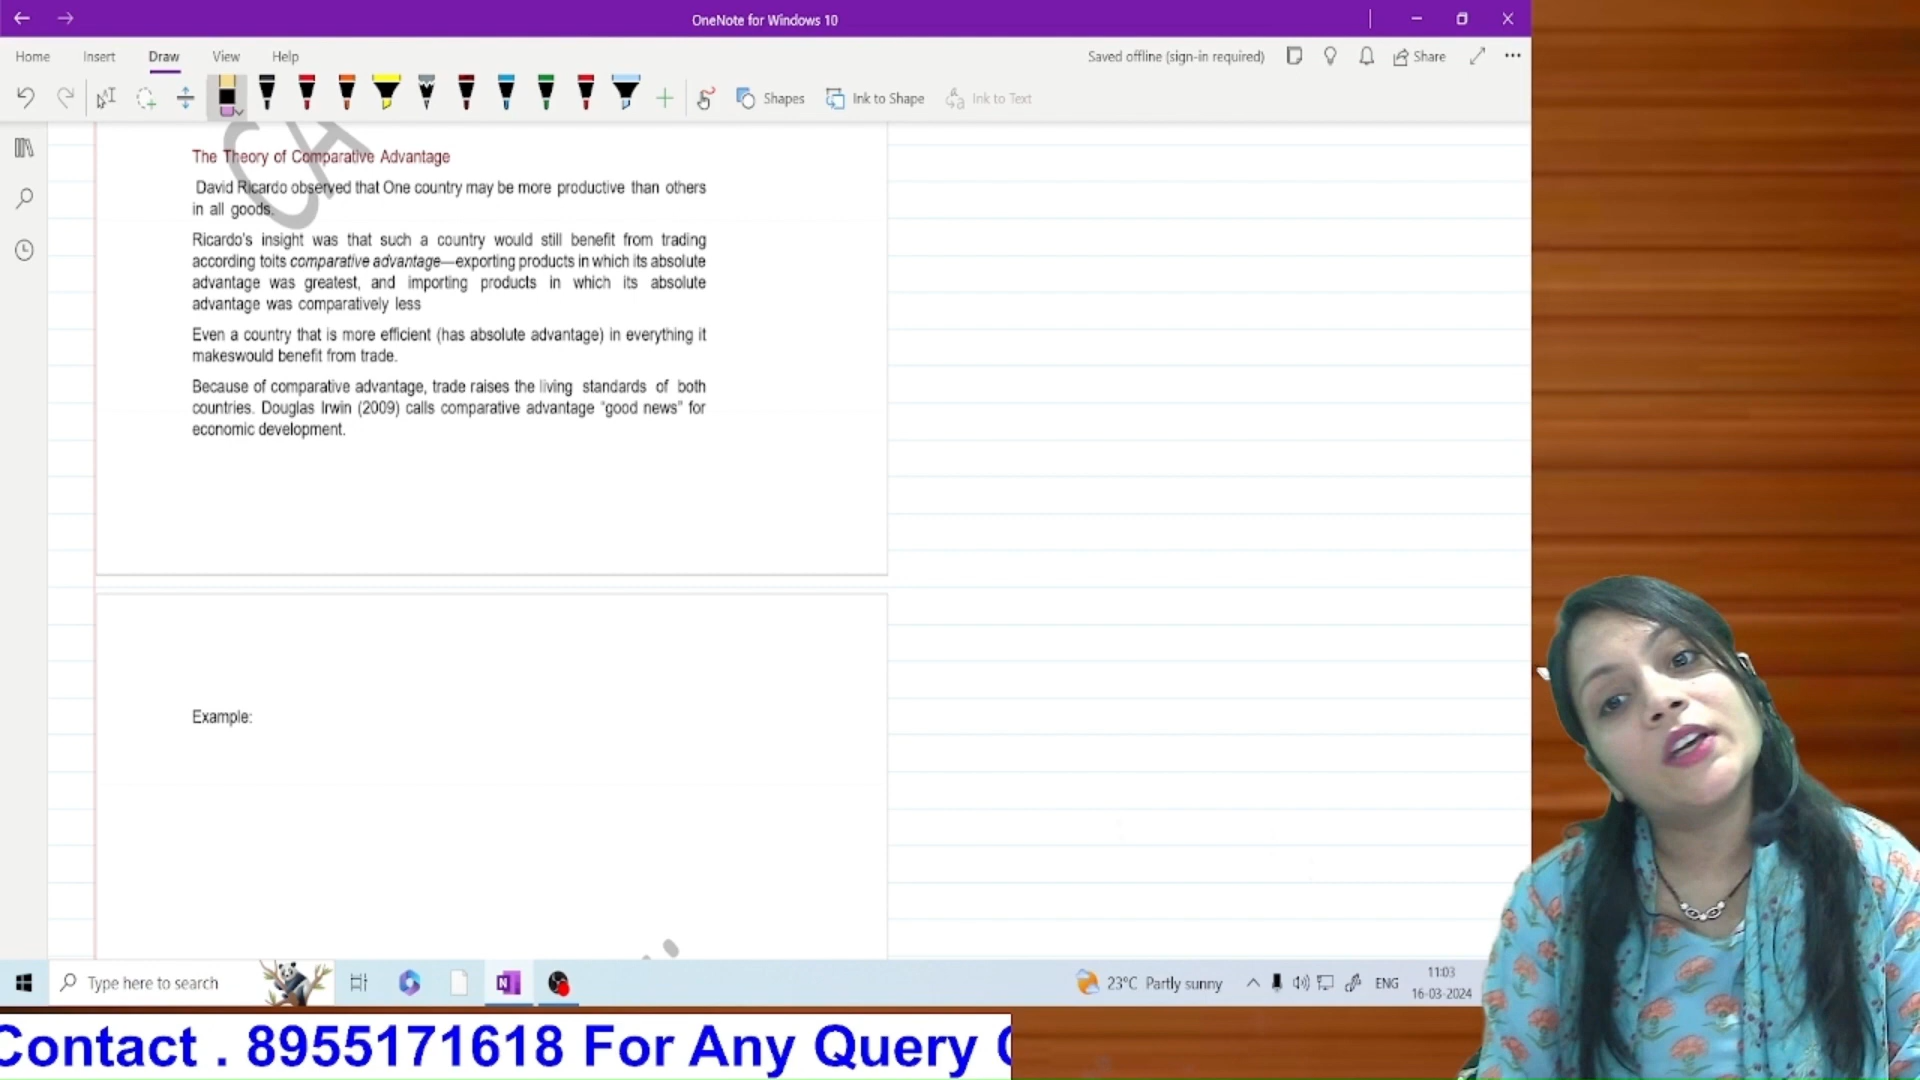 OneNote for Windows 10
Home Insert Draw View Help
Saved offline (sign-in required) Share
Shapes Ink to Shape Ink to Text
CA
The Theory of Comparative Advantage
David Ricardo observed that One country may be more productive than others
in all goods.
Ricardo's insight was that such a country would still benefit from trading
according toits comparative advantage—exporting products in which its absolute
advantage was greatest, and importing products in which its absolute
advantage was comparatively less
Even a country that is more efficient (has absolute advantage) in everything it
makeswould benefit from trade.
Because of comparative advantage, trade raises the living standards of both
countries. Douglas Irwin (2009) calls comparative advantage "good news" for
economic development.
Example:
Type here to search
23°C Partly sunny
ENG
11:03
16-03-2024
Contact . 8955171618 For Any Query